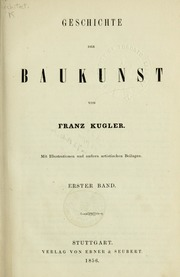 GESCHICHTE
DER
BAUKUNST
VON
FRANZ KUGLER.
Mit Illustrationen und andern artistischen Beilagen.
ERSTER BAND.
STUTTGART.
VERLAG VON EBNER & SEUBERT.
1856.